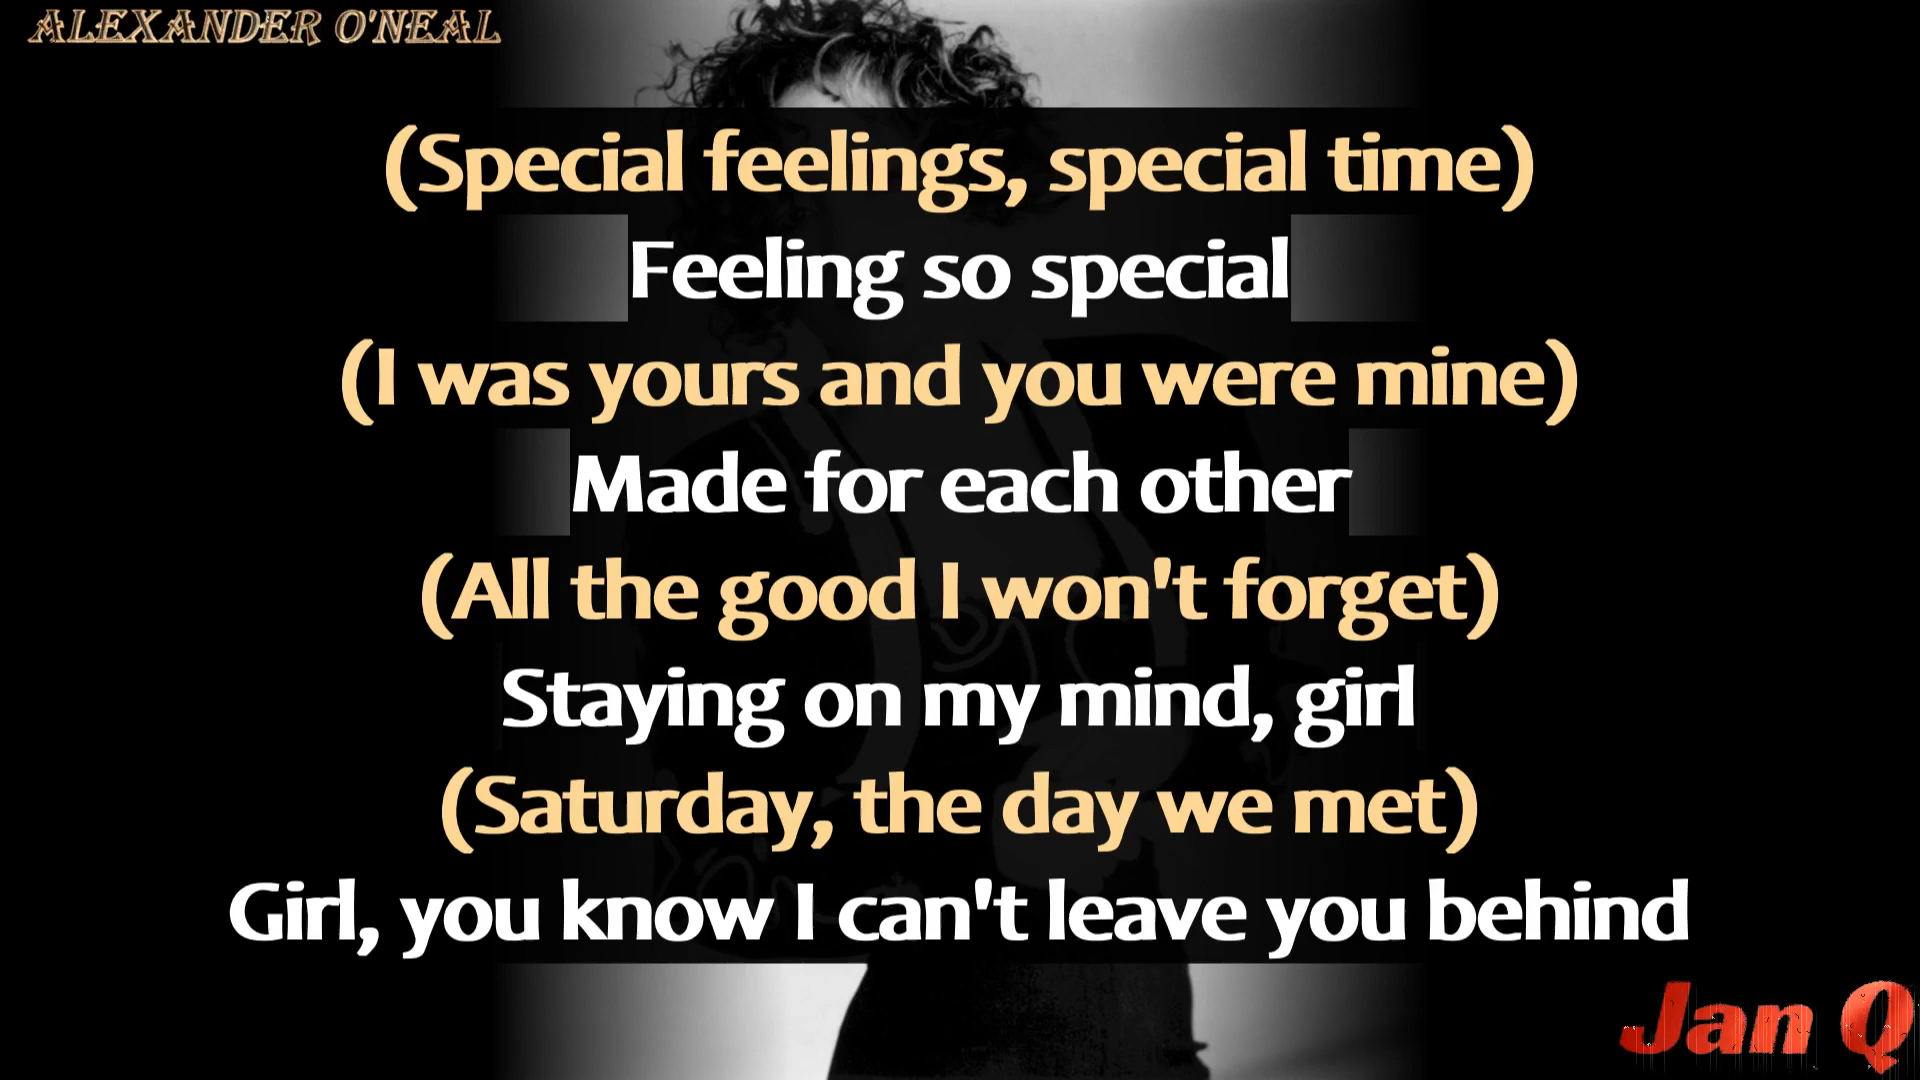 ALEXANDER O'NEAL
(Special feelings, special time)
Feeling so special
(I was yours and you were mine)
Made for each other
(All the good I won't forget)
Staying on my mind, girl
(Saturday, the day we met)
Girl, you know I can't leave you behind
Jan Q